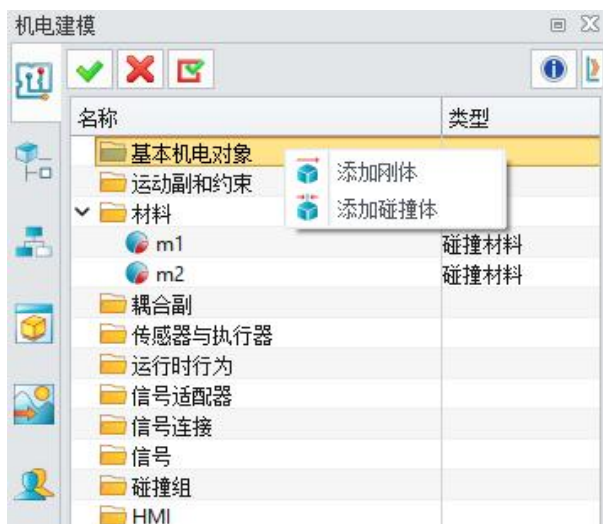 机电建模
名称 类型
基本机电对象
添加刚体
运动副和约束
添加碰撞体
材料
m1 碰撞材料
m2 碰撞材料
耦合副
传感器与执行器
运行时行为
信号适配器
信号连接
信号
碰撞组
HMI